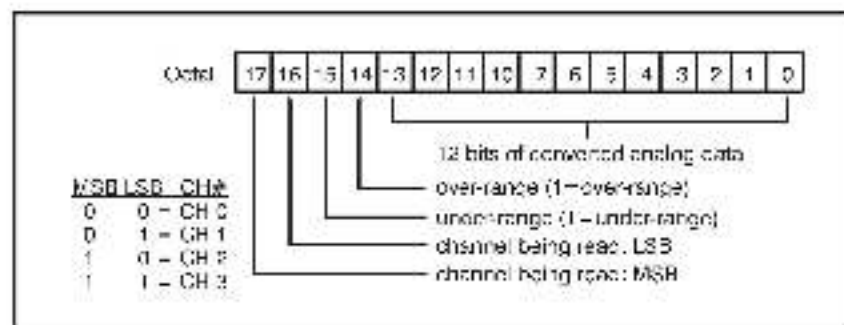 Octal 17 16 15 14 13 12 11 10 7 6 5 4 3 2 1 0
12 bits of converted analog data
over-range (1=over-range)
under-range (1=under-range)
channel being read: LSB
channel being read: MSB
MSB LSB CH#
0 0 = CH 0
0 1 = CH 1
1 0 = CH 2
1 1 = CH 3